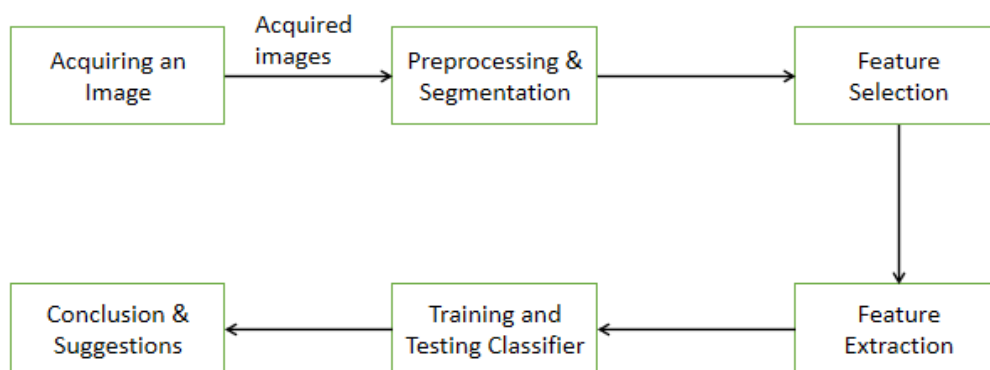 Acquiring an
Image
Acquired
images
Preprocessing &
Segmentation
Feature
Selection
Feature
Extraction
Training and
Testing Classifier
Conclusion &
Suggestions